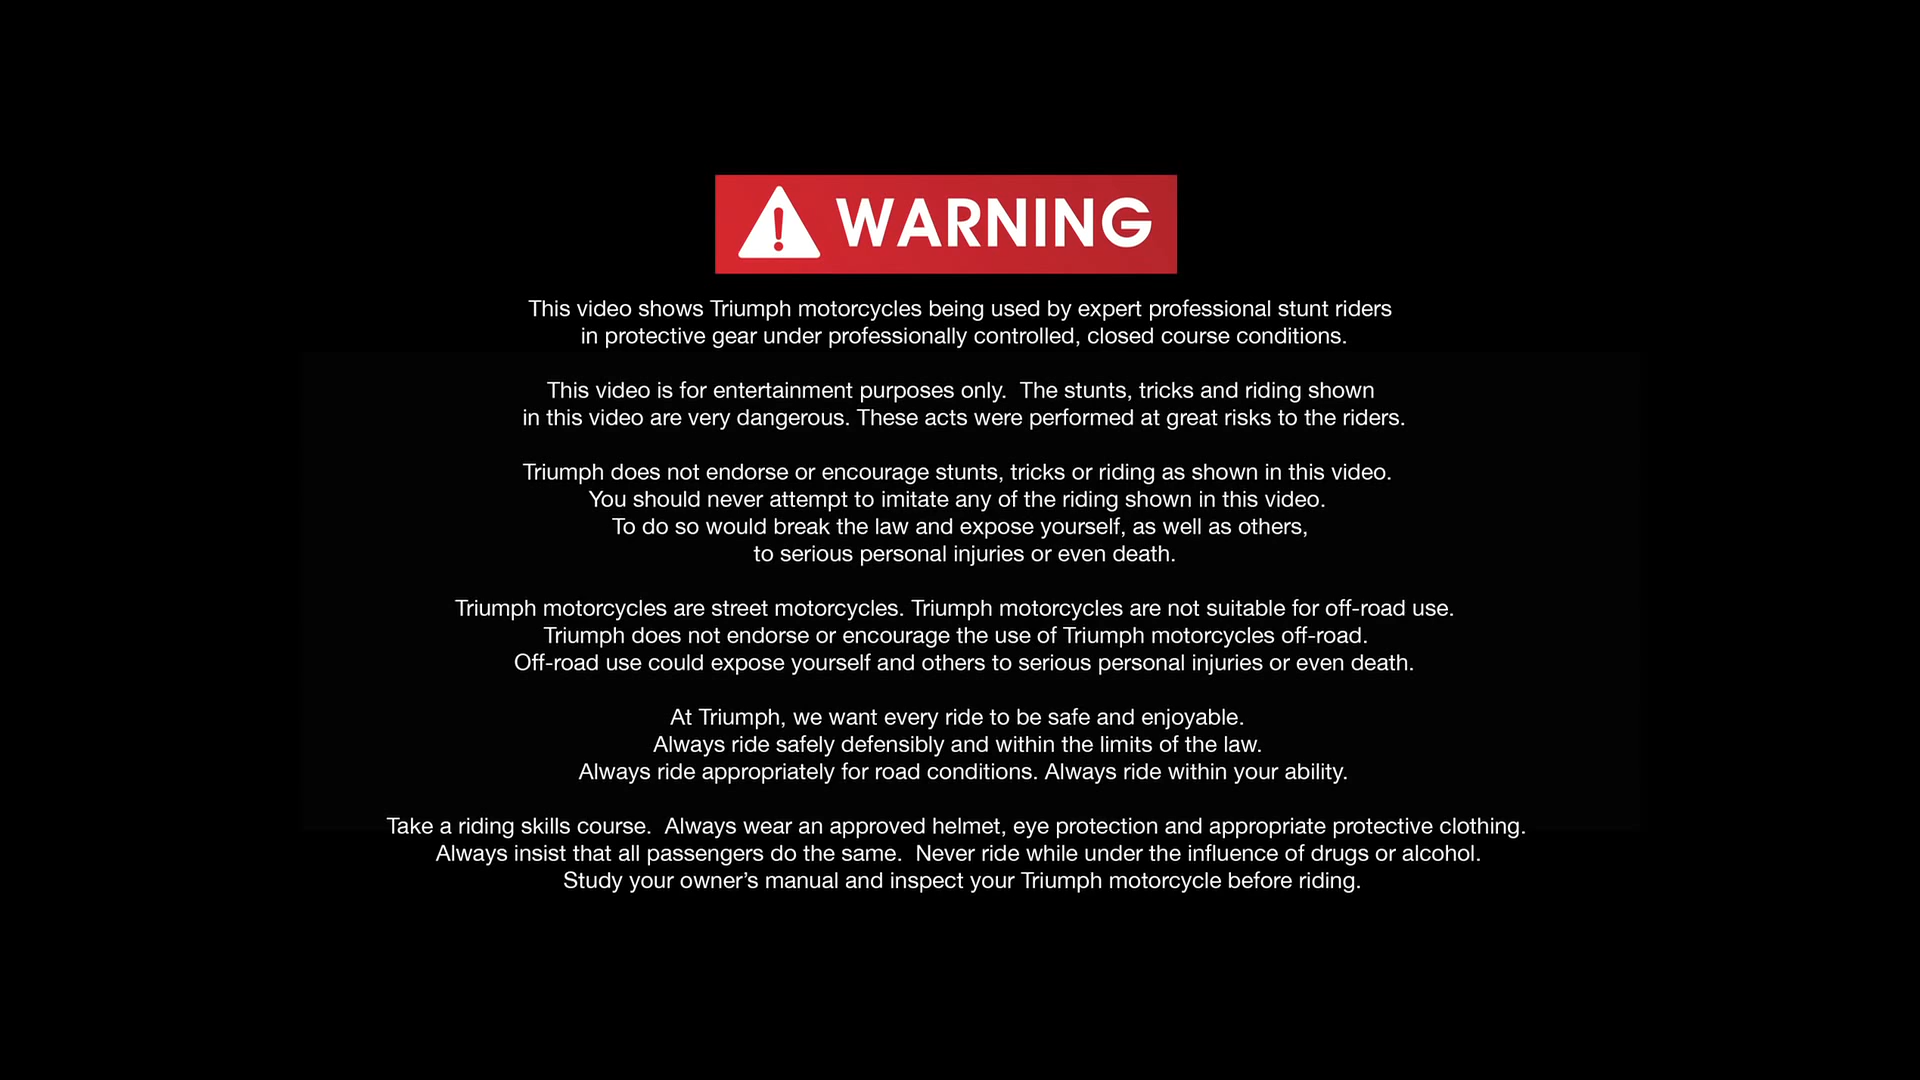 WARNING
This video shows Triumph motorcycles being used by expert professional stunt riders
in protective gear under professionally controlled, closed course conditions.
This video is for entertainment purposes only.  The stunts, tricks and riding shown
in this video are very dangerous. These acts were performed at great risks to the riders.
Triumph does not endorse or encourage stunts, tricks or riding as shown in this video.
You should never attempt to imitate any of the riding shown in this video.
To do so would break the law and expose yourself, as well as others,
to serious personal injuries or even death.
Triumph motorcycles are street motorcycles. Triumph motorcycles are not suitable for off-road use.
Triumph does not endorse or encourage the use of Triumph motorcycles off-road.
Off-road use could expose yourself and others to serious personal injuries or even death.
At Triumph, we want every ride to be safe and enjoyable.
Always ride safely defensibly and within the limits of the law.
Always ride appropriately for road conditions. Always ride within your ability.
Take a riding skills course.  Always wear an approved helmet, eye protection and appropriate protective clothing.
Always insist that all passengers do the same.  Never ride while under the influence of drugs or alcohol.
Study your owner’s manual and inspect your Triumph motorcycle before riding.